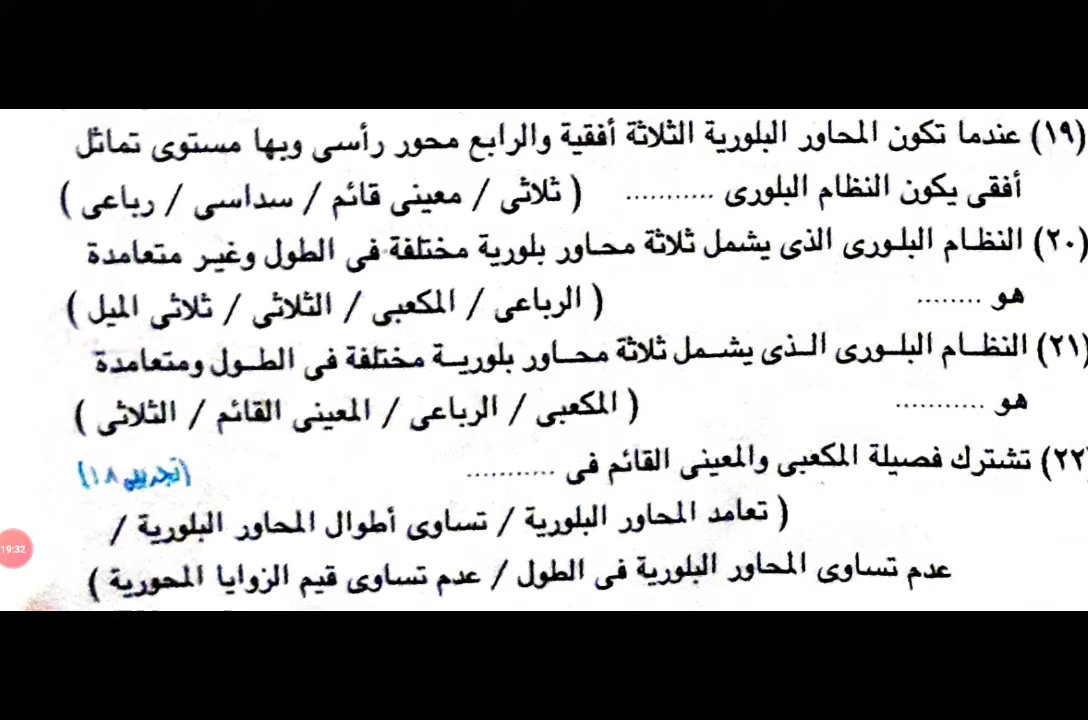 (١٩) عندما تكون المحاور البلورية الثلاثة أفقية والرابع محور رأسى وبها مستوى تماثل
أفقى يكون النظام البلورى ........... ( ثلاثى / معينى قائم / سداسى / رباعى )
(٢٠) النظام البلورى الذى يشمل ثلاثة محاور بلورية مختلفة فى الطول وغير متعامدة
هو ........ ( الرباعى / المكعبى / الثلاثى / ثلاثى الميل )
(٢١) النظام البلورى الذى يشمل ثلاثة محاور بلورية مختلفة فى الطول ومتعامدة
هو ........... ( المكعبى / الرباعى / المعينى القائم / الثلاثى )
(٢٢) تشترك فصيلة المكعبى والمعينى القائم فى ........... (تجريبى ١٨)
( تعامد المحاور البلورية / تساوى أطوال المحاور البلورية /
عدم تساوى المحاور البلورية فى الطول / عدم تساوى قيم الزوايا المحورية )
19:32